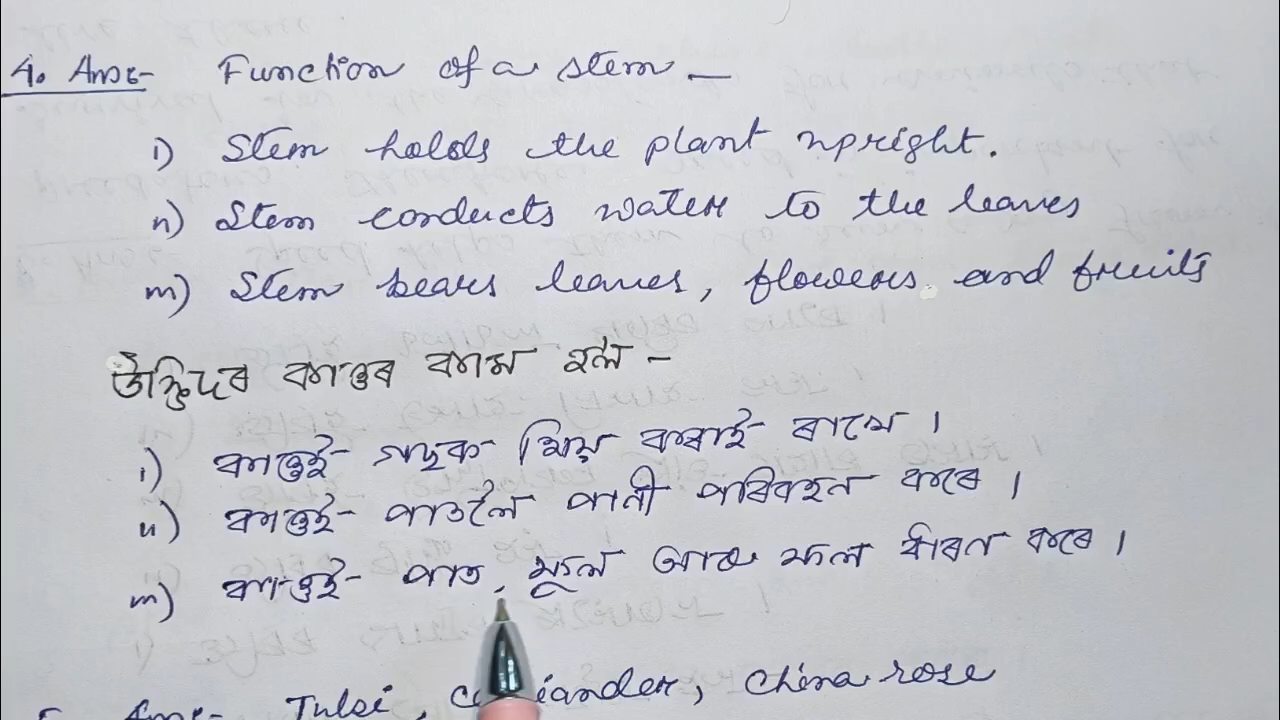 4. Ans:- Function of a stem —
i) Stem holds the plant upright.
ii) Stem conducts water to the leaves
iii) Stem bears leaves, flowers and fruits
উদ্ভিদৰ কাণ্ডৰ কাম হ'ল –
i) কাণ্ডই গছক থিয় কৰাই ৰাখে।
ii) কাণ্ডই পাতলৈ পানী পৰিবহন কৰে।
iii) কাণ্ডই পাত, ফুল আৰু ফল ধাৰন কৰে।
5. Ans- Tulsi, coriander, China rose